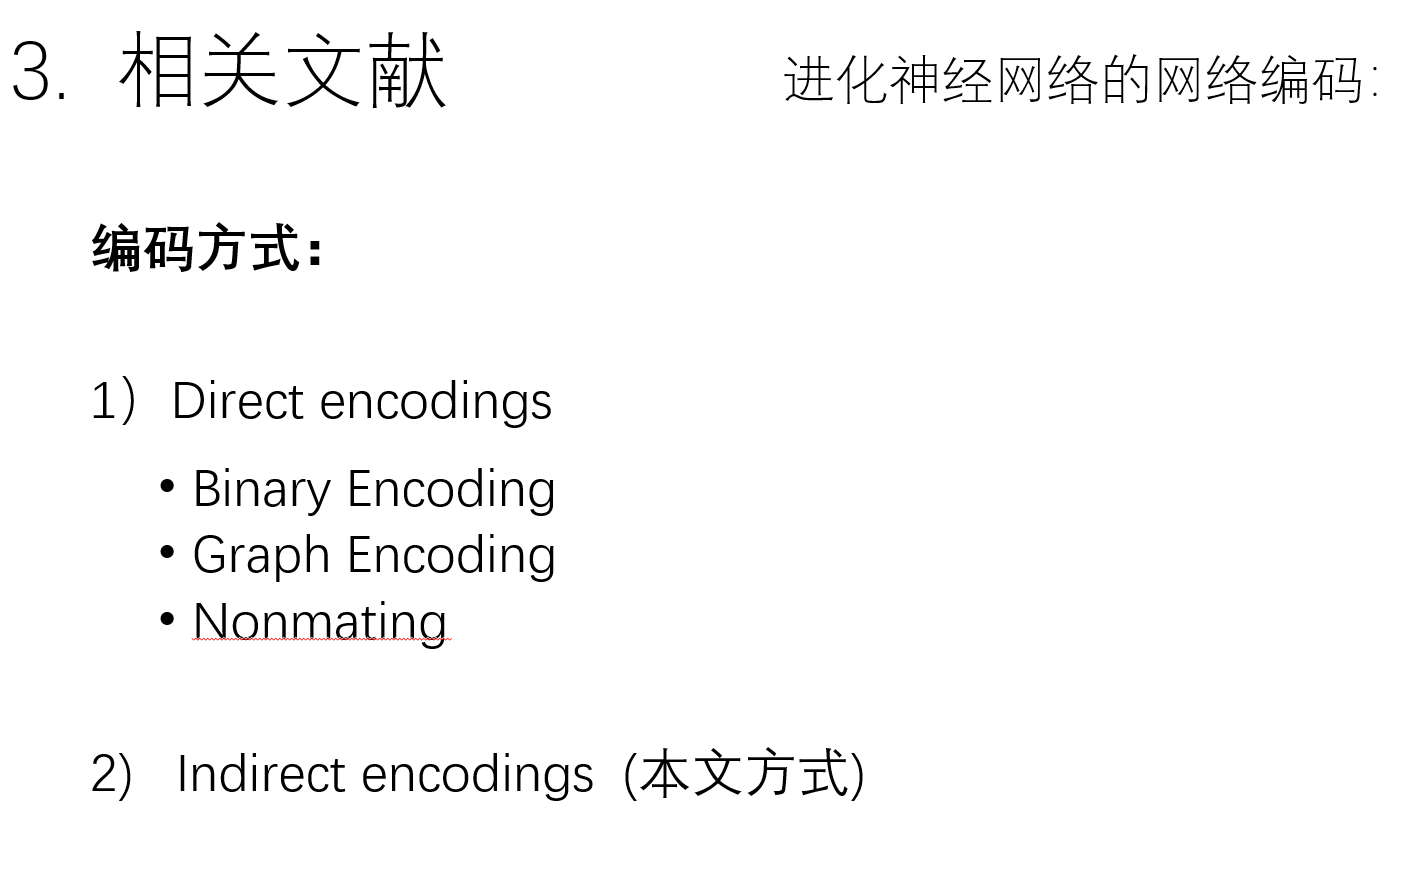 3. 相关文献
进化神经网络的网络编码:
编码方式：
1） Direct encodings
• Binary Encoding
• Graph Encoding
• Nonmating
2) Indirect encodings (本文方式)